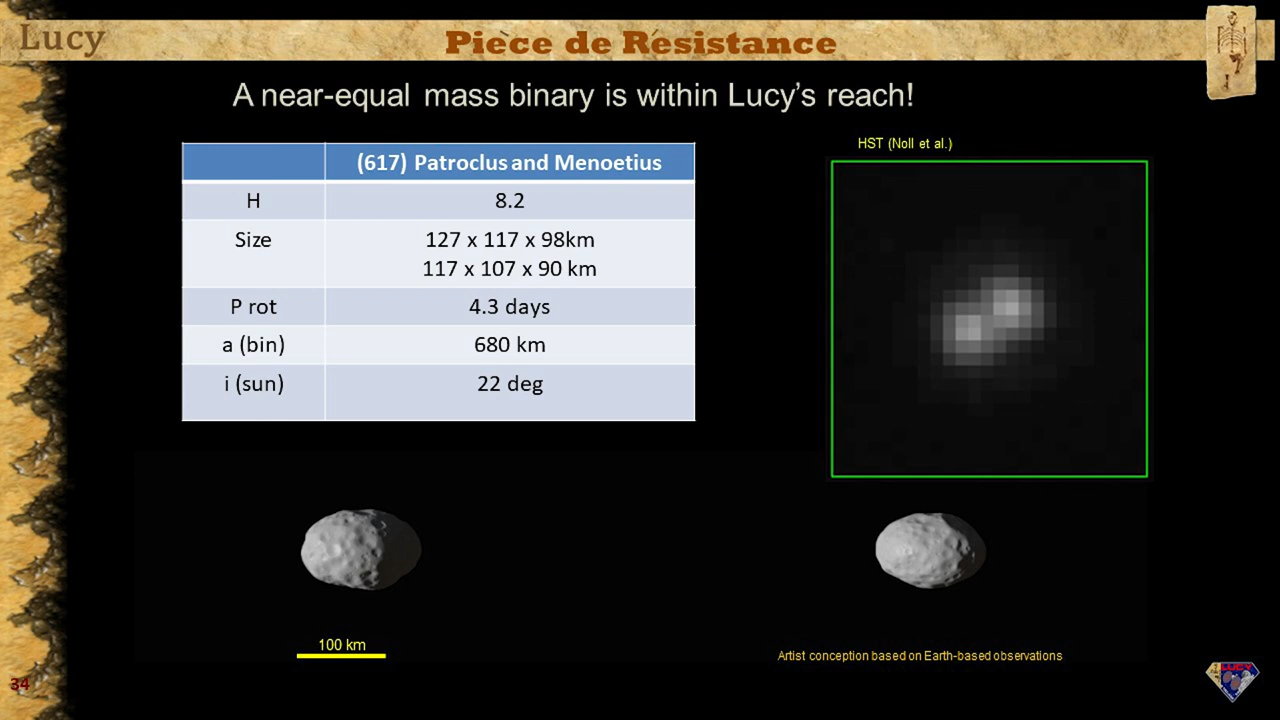 Lucy
Pièce de Résistance
A near-equal mass binary is within Lucy's reach!
(617) Patroclus and Menoetius
H 8.2
Size 127 x 117 x 98km
117 x 107 x 90 km
P rot 4.3 days
a (bin) 680 km
i (sun) 22 deg
HST (Noll et al.)
100 km
Artist conception based on Earth-based observations
34
LUCY